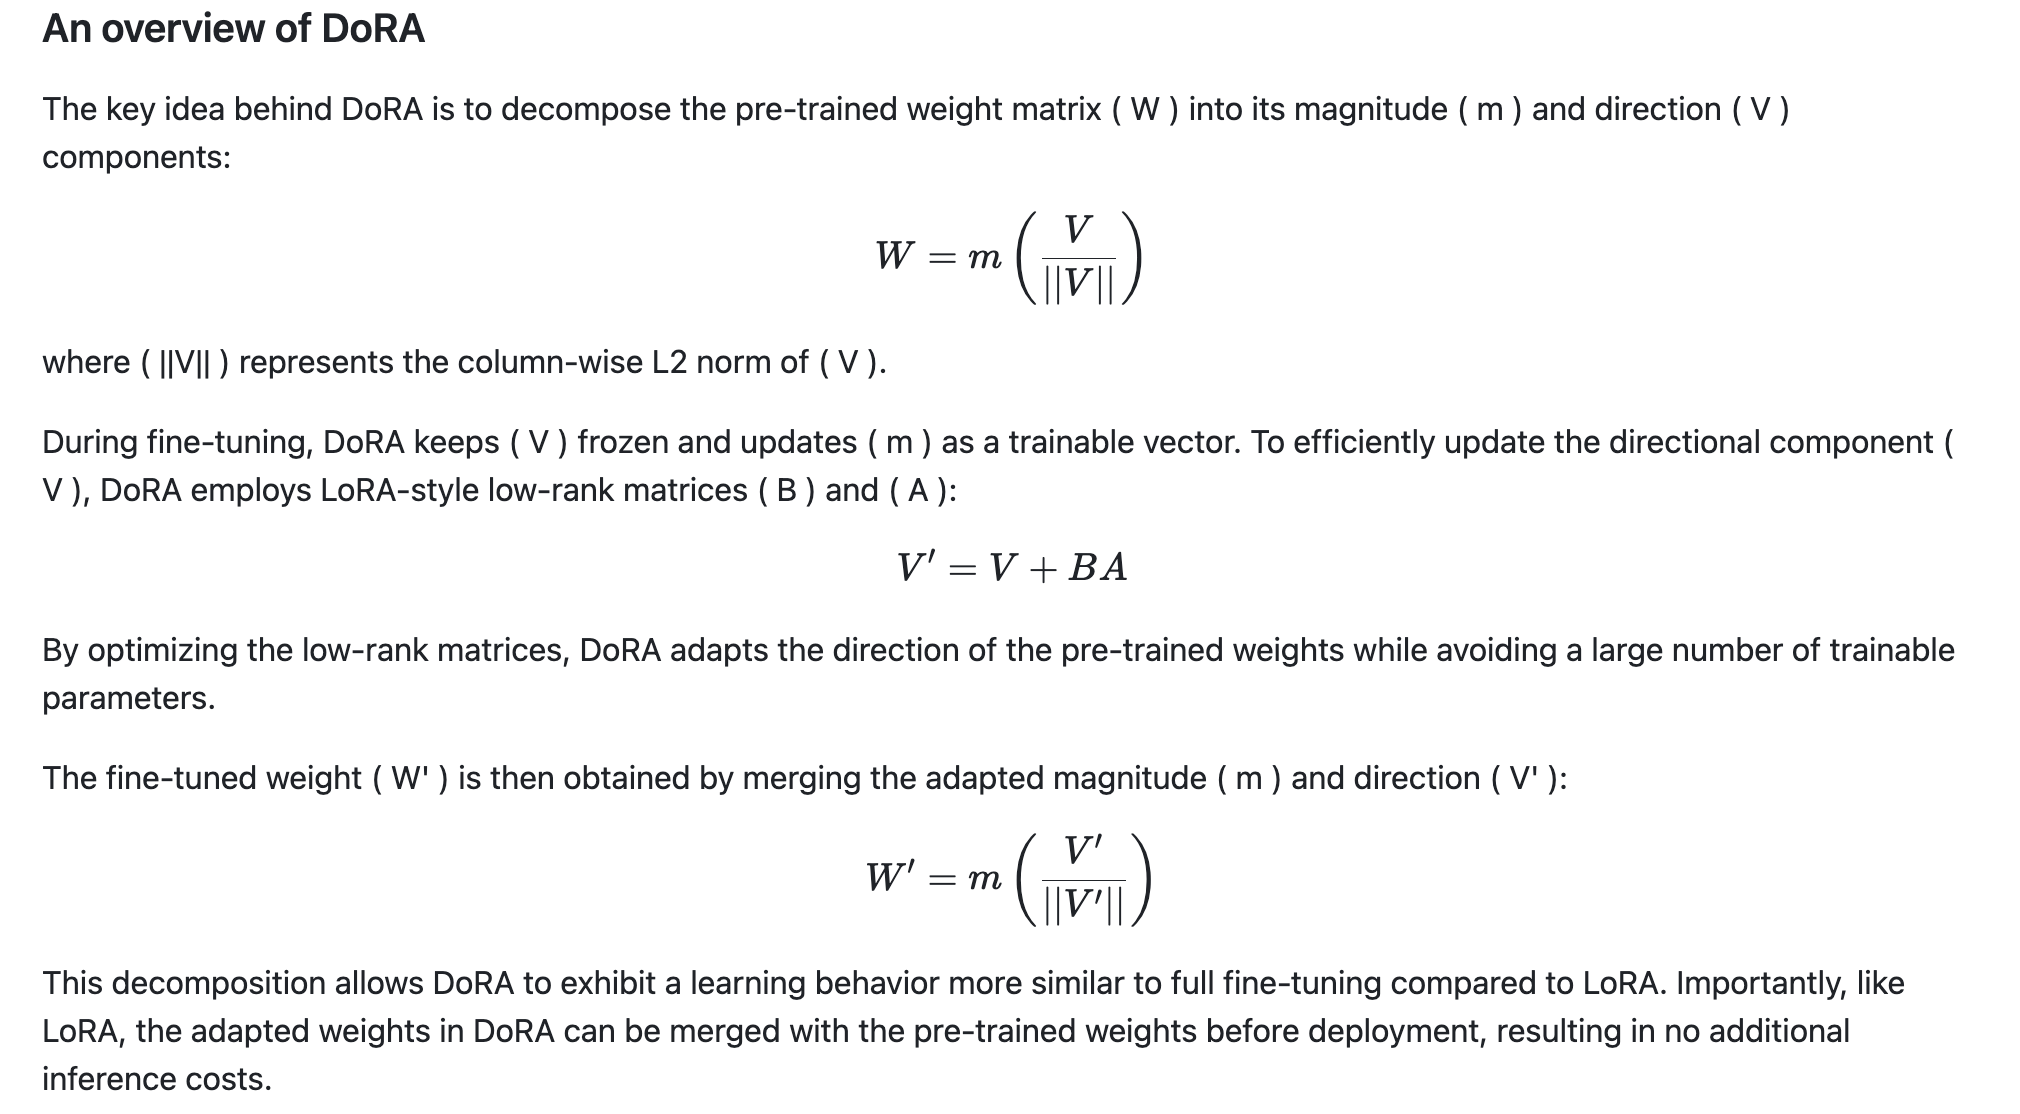 An overview of DoRA
The key idea behind DoRA is to decompose the pre-trained weight matrix ( W ) into its magnitude ( m ) and direction ( V )
components:
W = m ( V / ||V|| )
where ( ||V|| ) represents the column-wise L2 norm of ( V ).
During fine-tuning, DoRA keeps ( V ) frozen and updates ( m ) as a trainable vector. To efficiently update the directional component (
V ), DoRA employs LoRA-style low-rank matrices ( B ) and ( A ):
V′ = V + BA
By optimizing the low-rank matrices, DoRA adapts the direction of the pre-trained weights while avoiding a large number of trainable
parameters.
The fine-tuned weight ( W' ) is then obtained by merging the adapted magnitude ( m ) and direction ( V' ):
W′ = m ( V′ / ||V′|| )
This decomposition allows DoRA to exhibit a learning behavior more similar to full fine-tuning compared to LoRA. Importantly, like
LoRA, the adapted weights in DoRA can be merged with the pre-trained weights before deployment, resulting in no additional
inference costs.